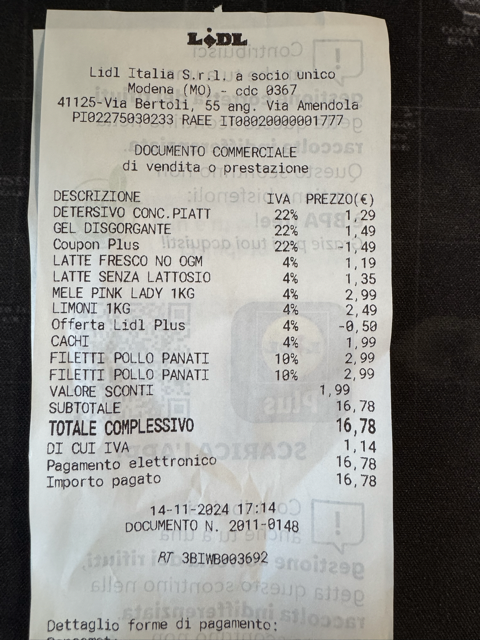 LIDL
Lidl Italia S.r.l. a socio unico
Modena (MO) - cdc 0367
41125-Via Bertoli, 55 ang. Via Amendola
PI02275030233 RAEE IT08020000001777
DOCUMENTO COMMERCIALE
di vendita o prestazione
DESCRIZIONE IVA PREZZO(€)
DETERSIVO CONC.PIATT 22% 1,29
GEL DISGORGANTE 22% 1,49
Coupon Plus 22% -1,49
LATTE FRESCO NO OGM 4% 1,19
LATTE SENZA LATTOSIO 4% 1,35
MELE PINK LADY 1KG 4% 2,99
LIMONI 1KG 4% 2,49
Offerta Lidl Plus 4% -0,50
CACHI 4% 1,99
FILETTI POLLO PANATI 10% 2,99
FILETTI POLLO PANATI 10% 2,99
VALORE SCONTI 1,99
SUBTOTALE 16,78
TOTALE COMPLESSIVO 16,78
DI CUI IVA 1,14
Pagamento elettronico 16,78
Importo pagato 16,78
14-11-2024 17:14
DOCUMENTO N. 2011-0148
RT 3BIWB003692
Dettaglio forme di pagamento: